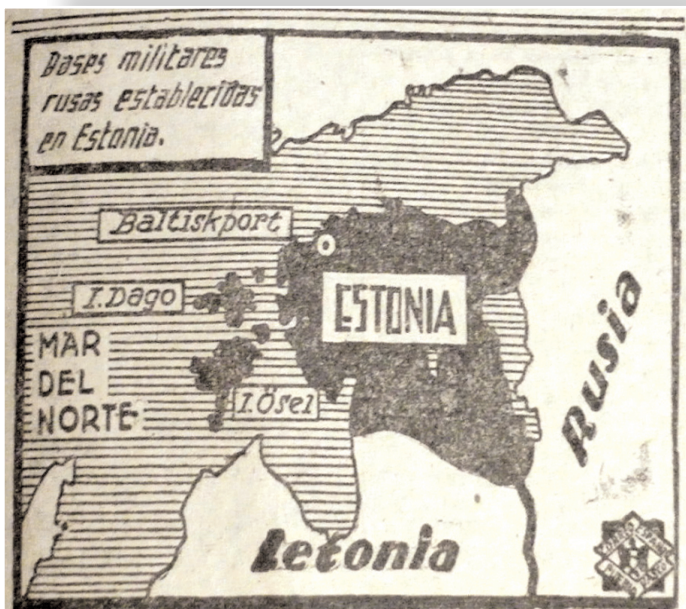 Bases militares
rusas establecidas
en Estonia.
Baltiskport
I. Dago
ESTONIA
MAR
DEL
NORTE
I. Ösel
Rusia
Letonia